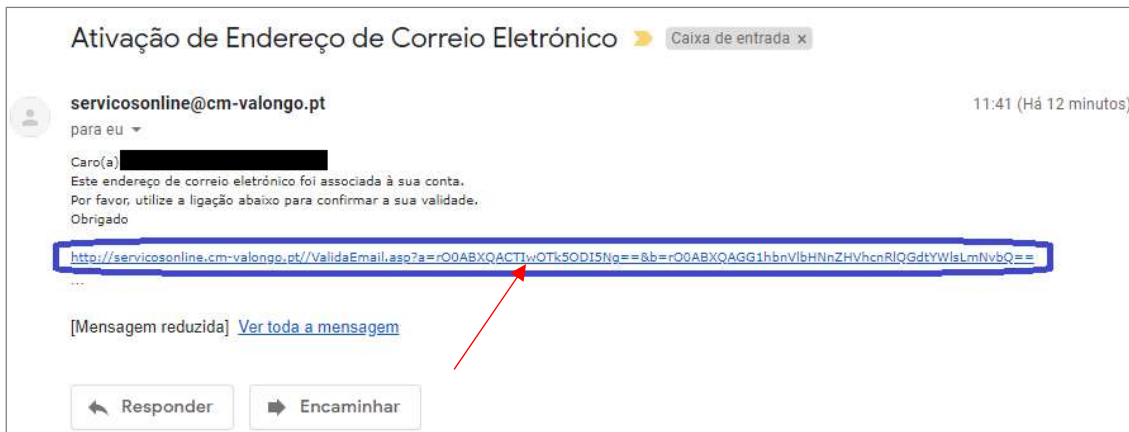 Ativação de Endereço de Correio Eletrónico Caixa de entrada x
servicosonline@cm-valongo.pt 11:41 (Há 12 minutos)
para eu
Caro(a)
Este endereço de correio eletrónico foi associada à sua conta.
Por favor, utilize a ligação abaixo para confirmar a sua validade.
Obrigado
http://servicosonline.cm-valongo.pt//ValidaEmail.asp?a=rO0ABXQACTIwOTk5ODI5Ng==&b=rO0ABXQAGG1hbnVlbHNnZHVhcnRlQGdtYWlsLmNvbQ==
...
[Mensagem reduzida] Ver toda a mensagem
Responder Encaminhar